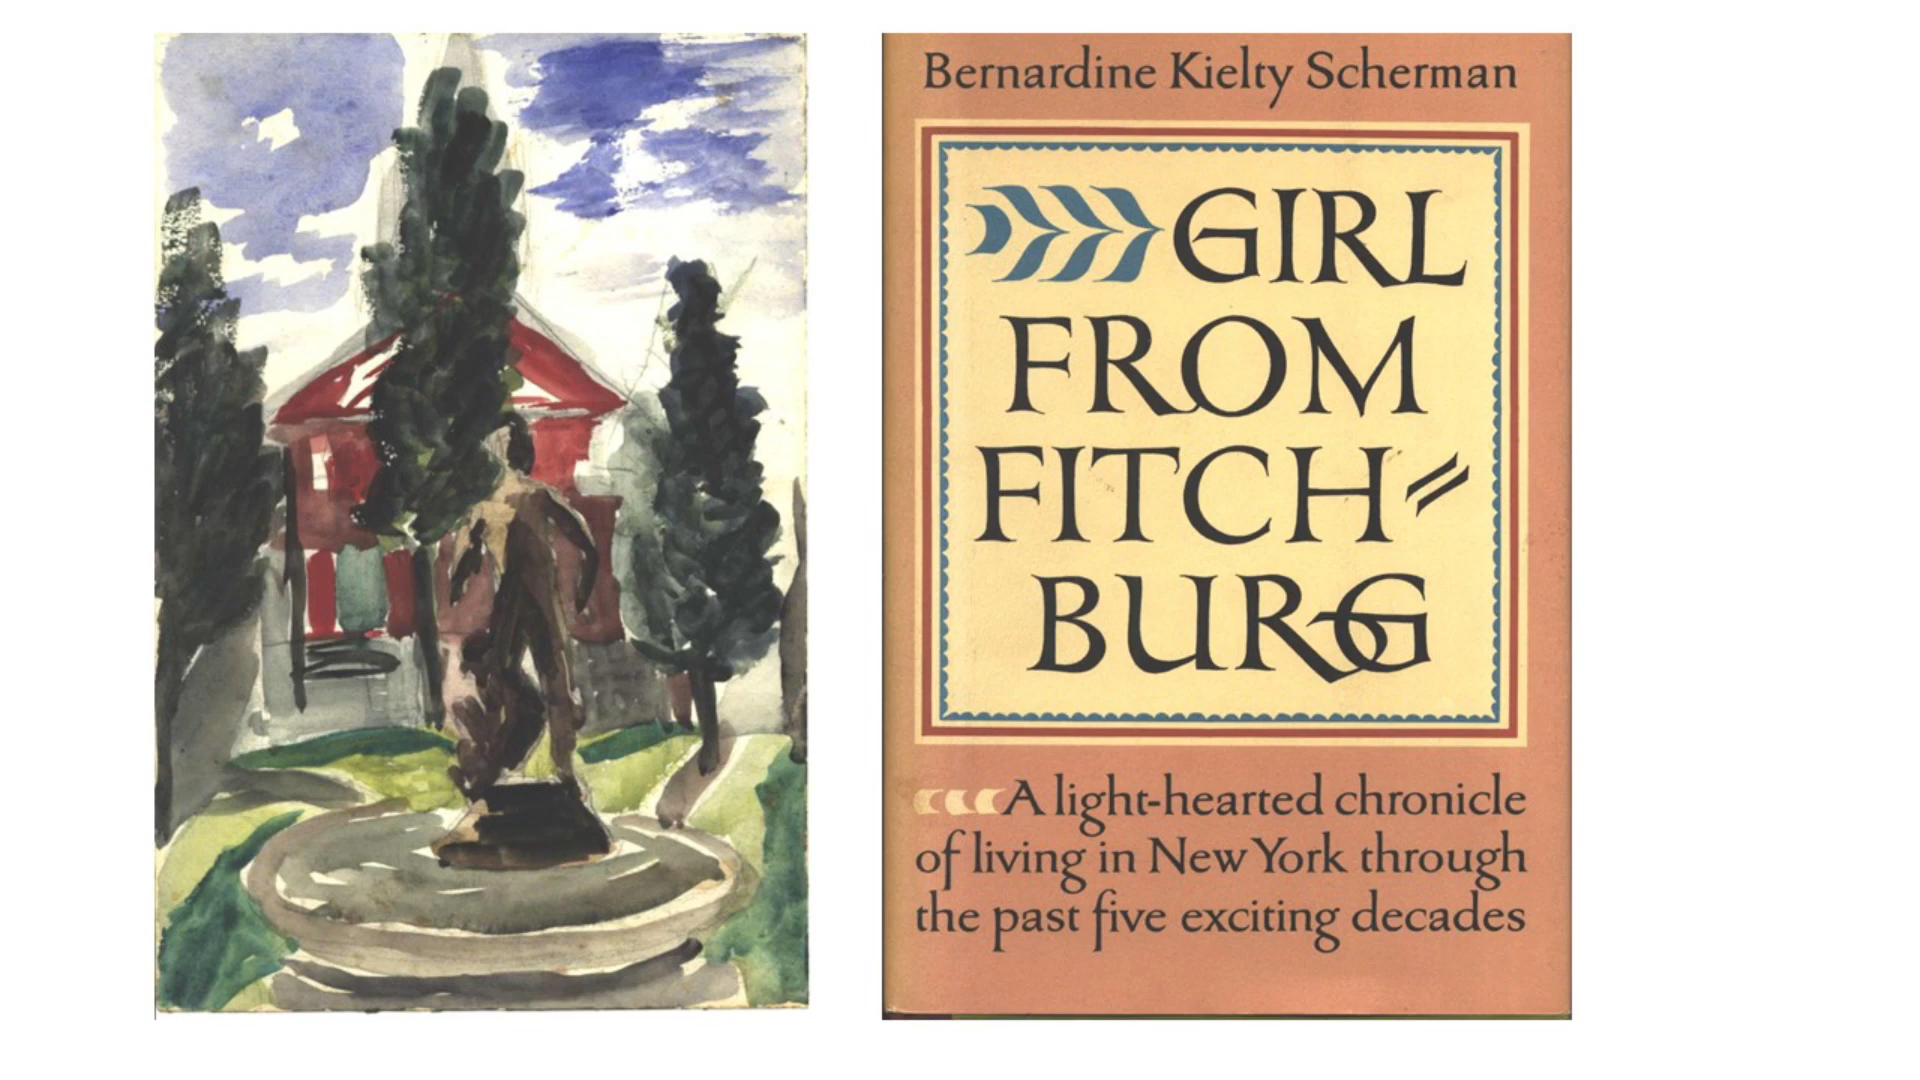 Bernardine Kielty Scherman
GIRL
FROM
FITCH=
BURG
A light-hearted chronicle
of living in New York through
the past five exciting decades